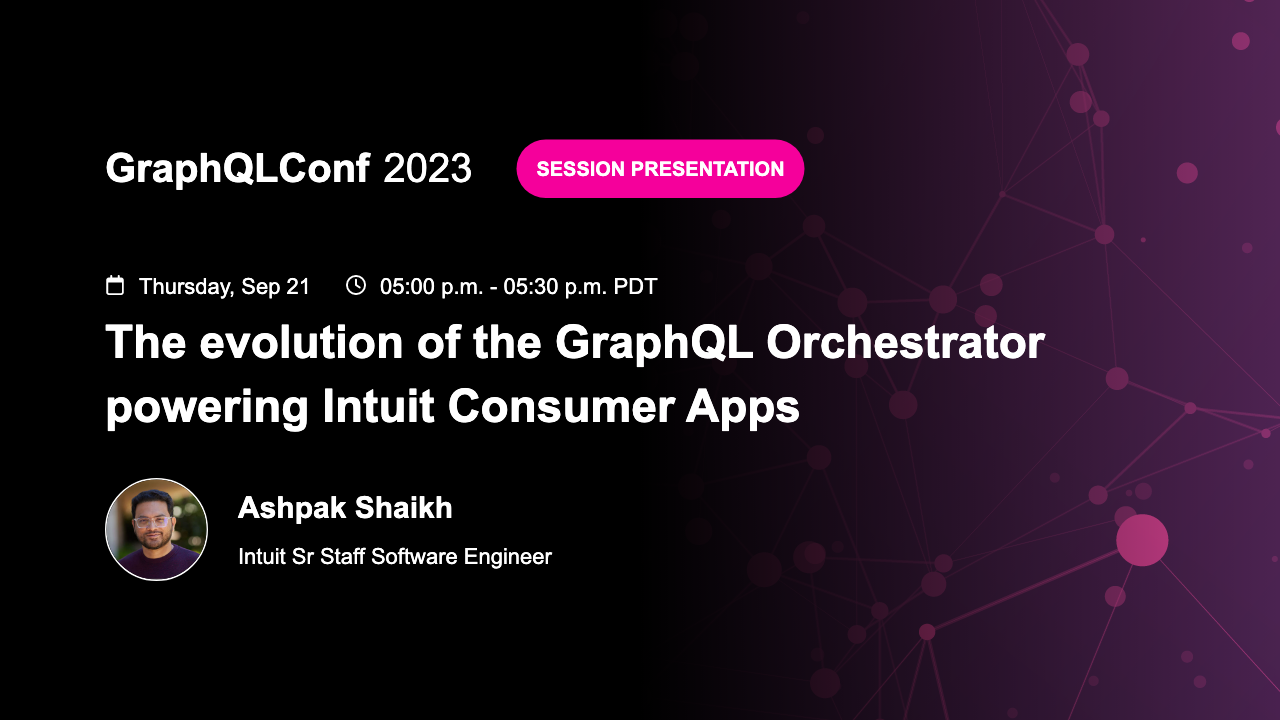 GraphQLConf 2023
SESSION PRESENTATION
Thursday, Sep 21
05:00 p.m. - 05:30 p.m. PDT
The evolution of the GraphQL Orchestrator
powering Intuit Consumer Apps
Ashpak Shaikh
Intuit Sr Staff Software Engineer